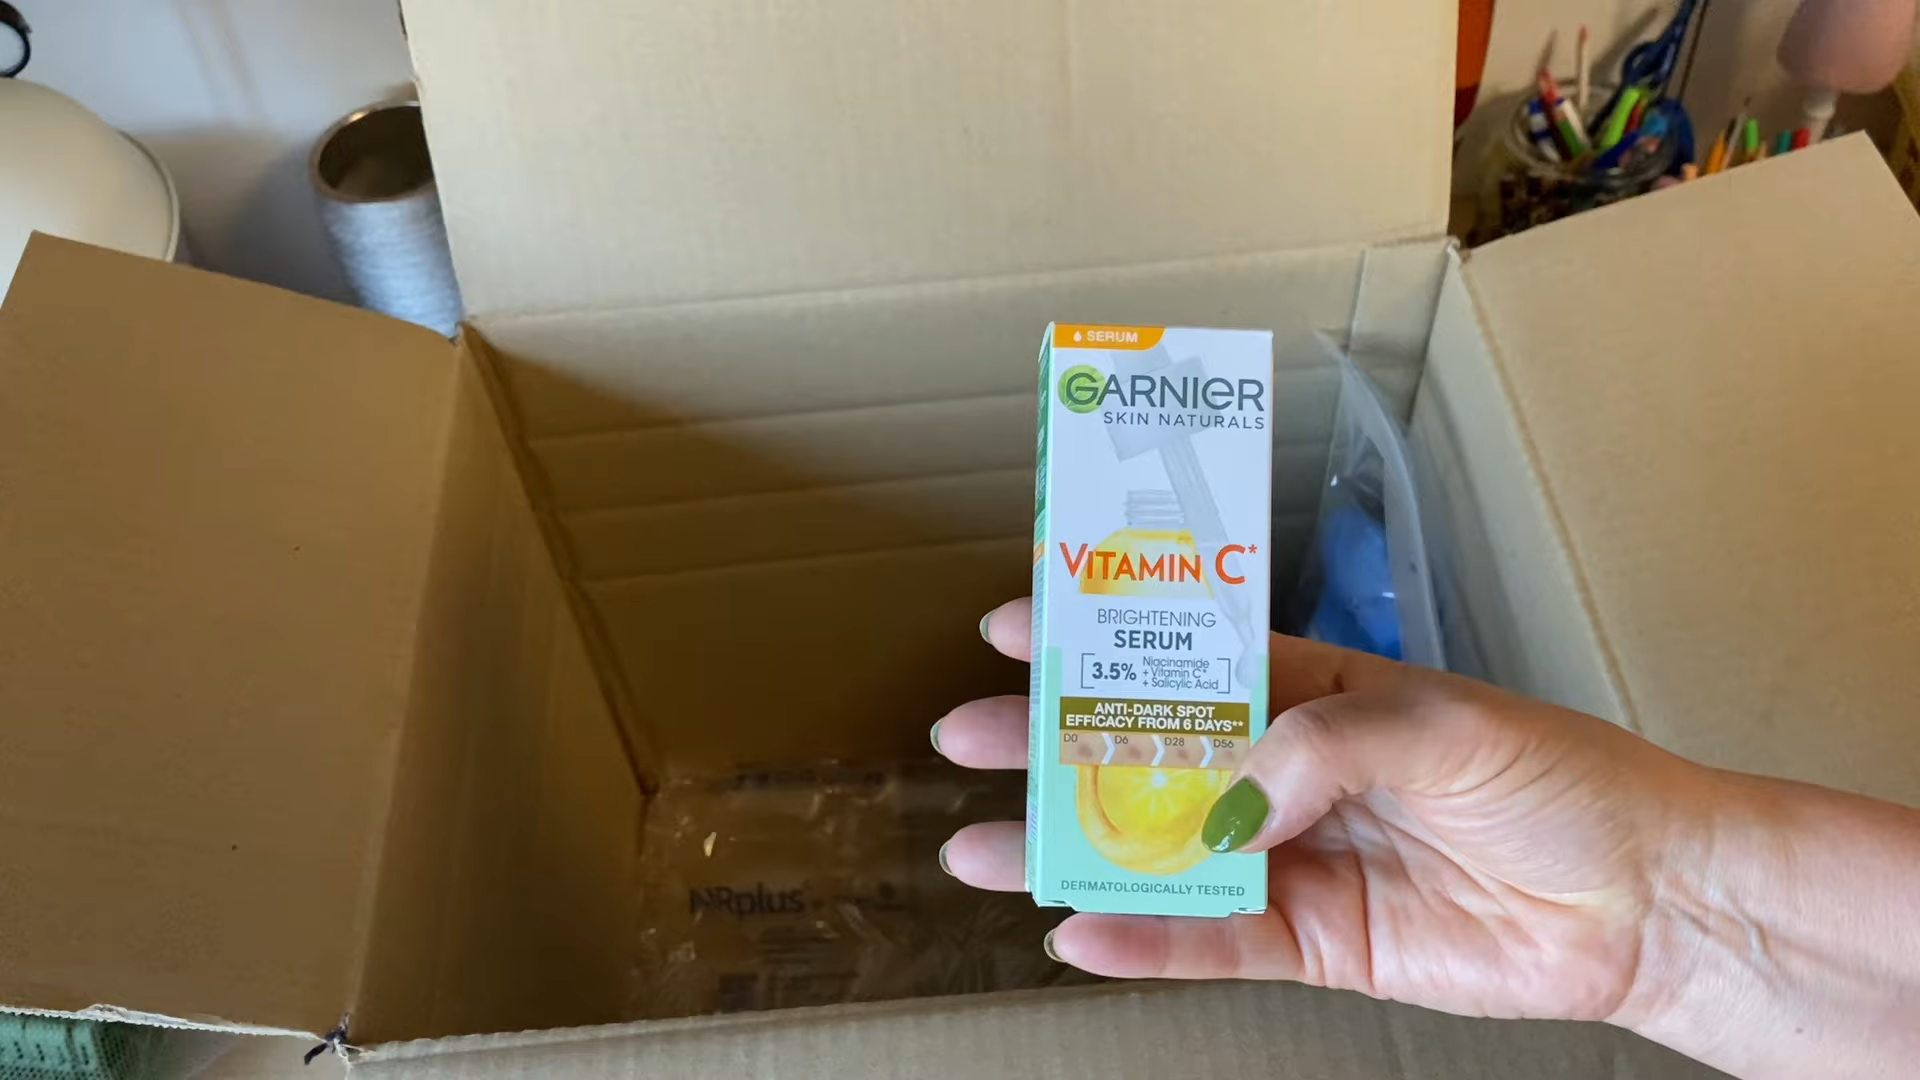 SERUM
GARNIER
SKIN NATURALS
VITAMIN C*
BRIGHTENING
SERUM
3.5% Niacinamide
+ Vitamin C*
+ Salicylic Acid
ANTI-DARK SPOT
EFFICACY FROM 6 DAYS**
D0 D6 D28 D56
DERMATOLOGICALLY TESTED
AIRplus